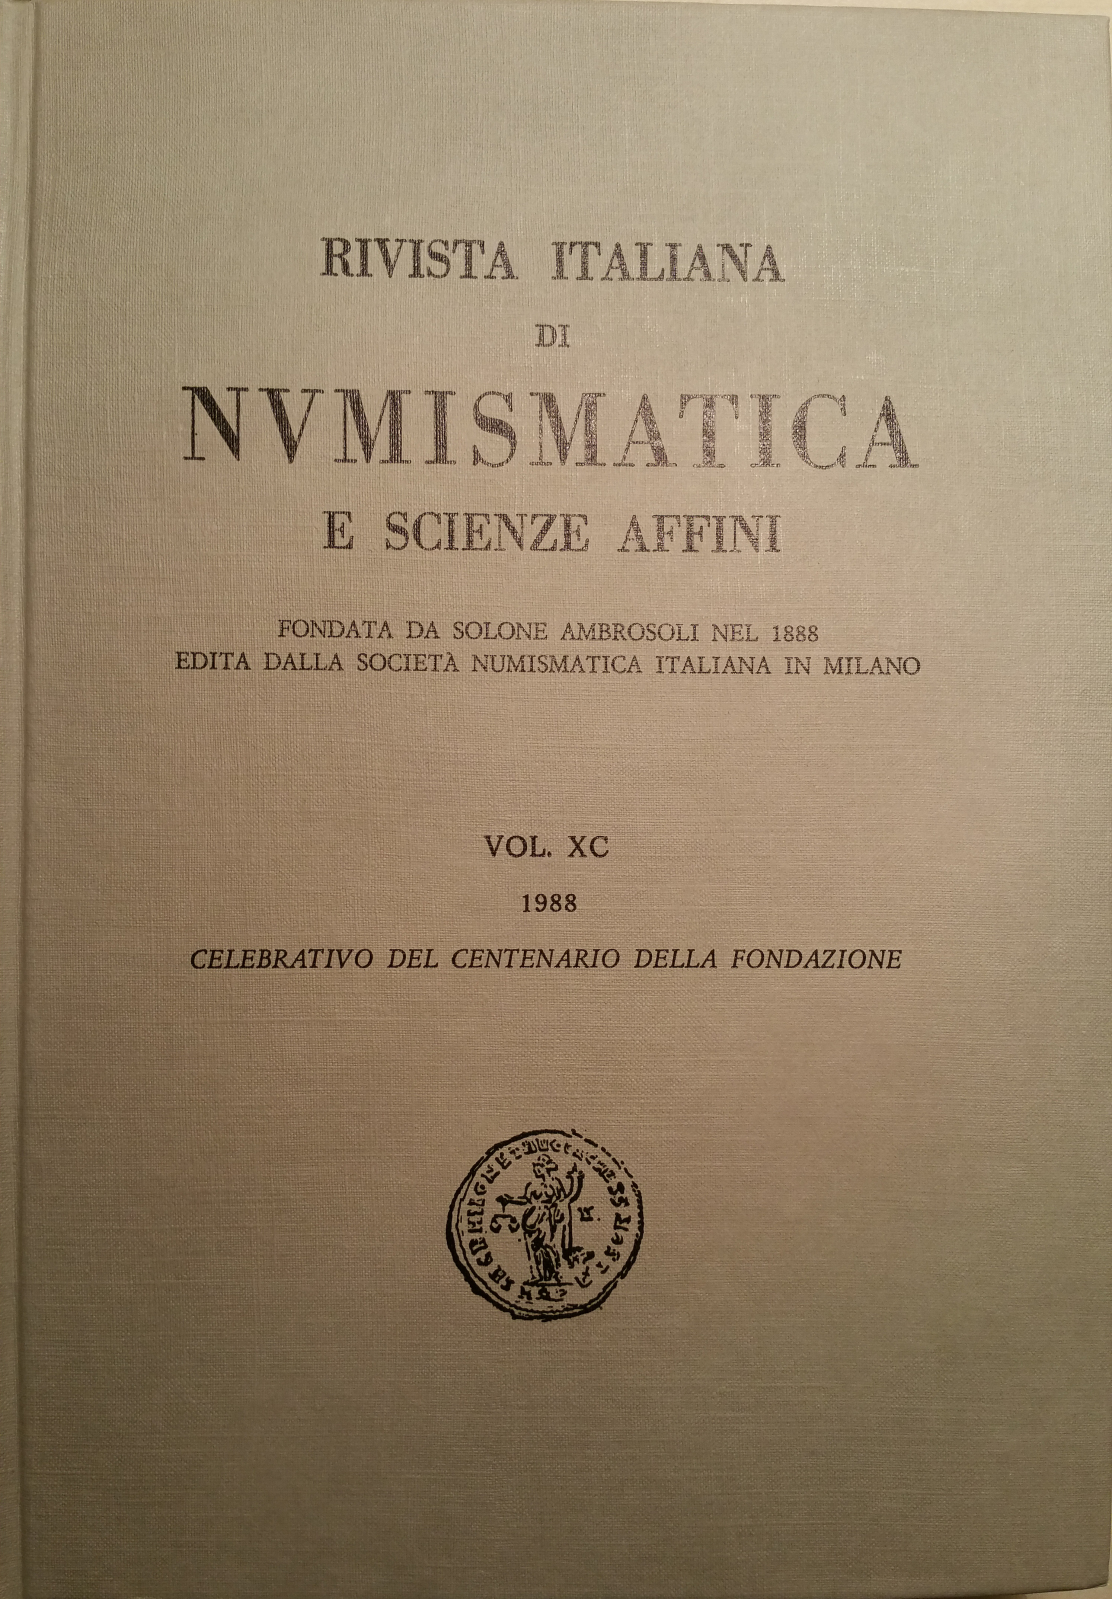 RIVISTA ITALIANA
DI
NVMISMATICA
E SCIENZE AFFINI
FONDATA DA SOLONE AMBROSOLI NEL 1888
EDITA DALLA SOCIETÀ NUMISMATICA ITALIANA IN MILANO
VOL. XC
1988
CELEBRATIVO DEL CENTENARIO DELLA FONDAZIONE